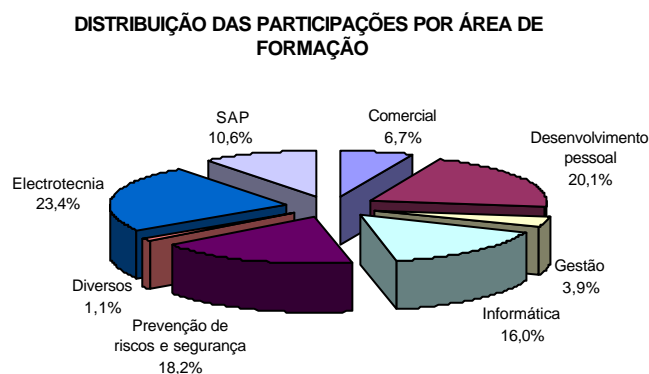 DISTRIBUIÇÃO DAS PARTICIPAÇÕES POR ÁREA DE
FORMAÇÃO
SAP
10,6%
Comercial
6,7%
Desenvolvimento
pessoal
20,1%
Electrotecnia
23,4%
Gestão
3,9%
Diversos
1,1%
Informática
16,0%
Prevenção de
riscos e segurança
18,2%